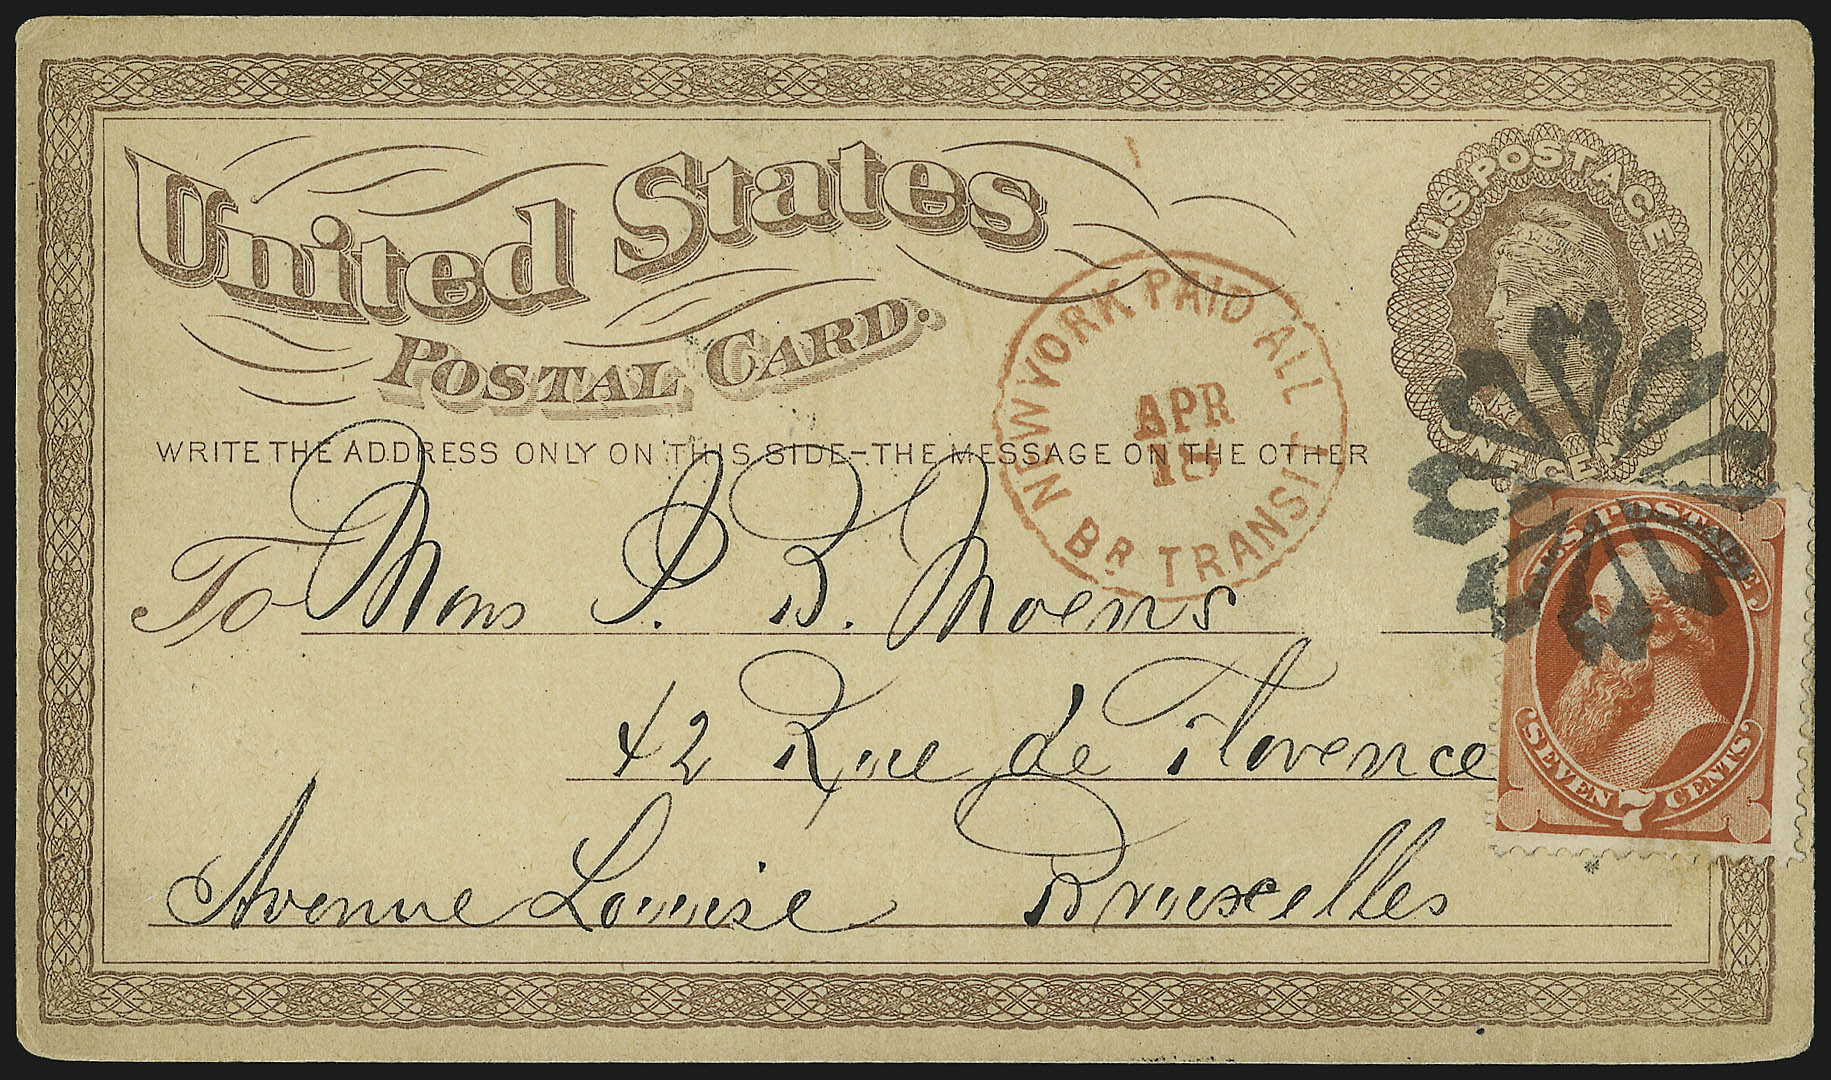 United States
POSTAL CARD.
U.S. POSTAGE
ONE CENT
NEW YORK PAID ALL
BR TRANSIT
APR
18
WRITE THE ADDRESS ONLY ON THIS SIDE-THE MESSAGE ON THE OTHER
To Mons J. B. Moens
42 Rue de Florence
Avenue Louise Bruxelles
U.S. POSTAGE
SEVEN 7 CENTS